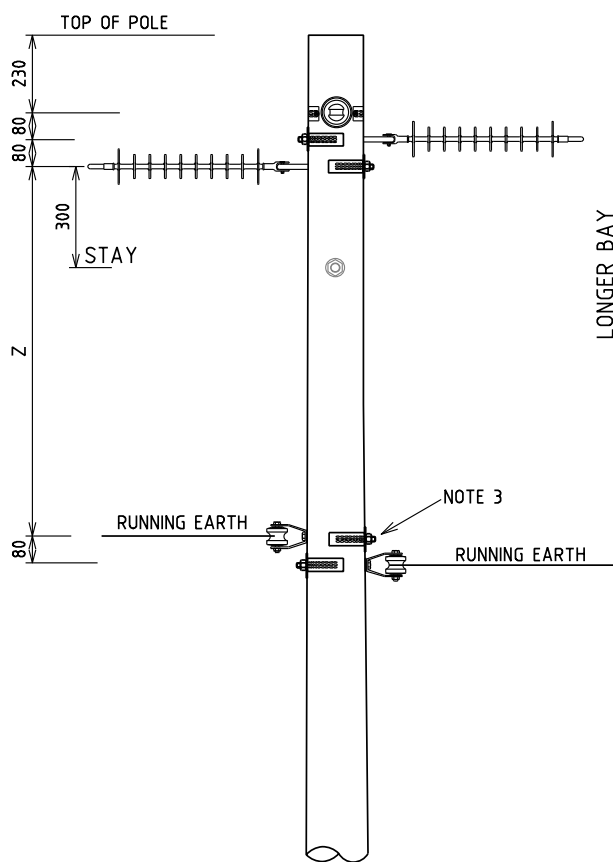 TOP OF POLE
230
80
80
300
STAY
LONGER BAY
Z
NOTE 3
RUNNING EARTH
80
RUNNING EARTH